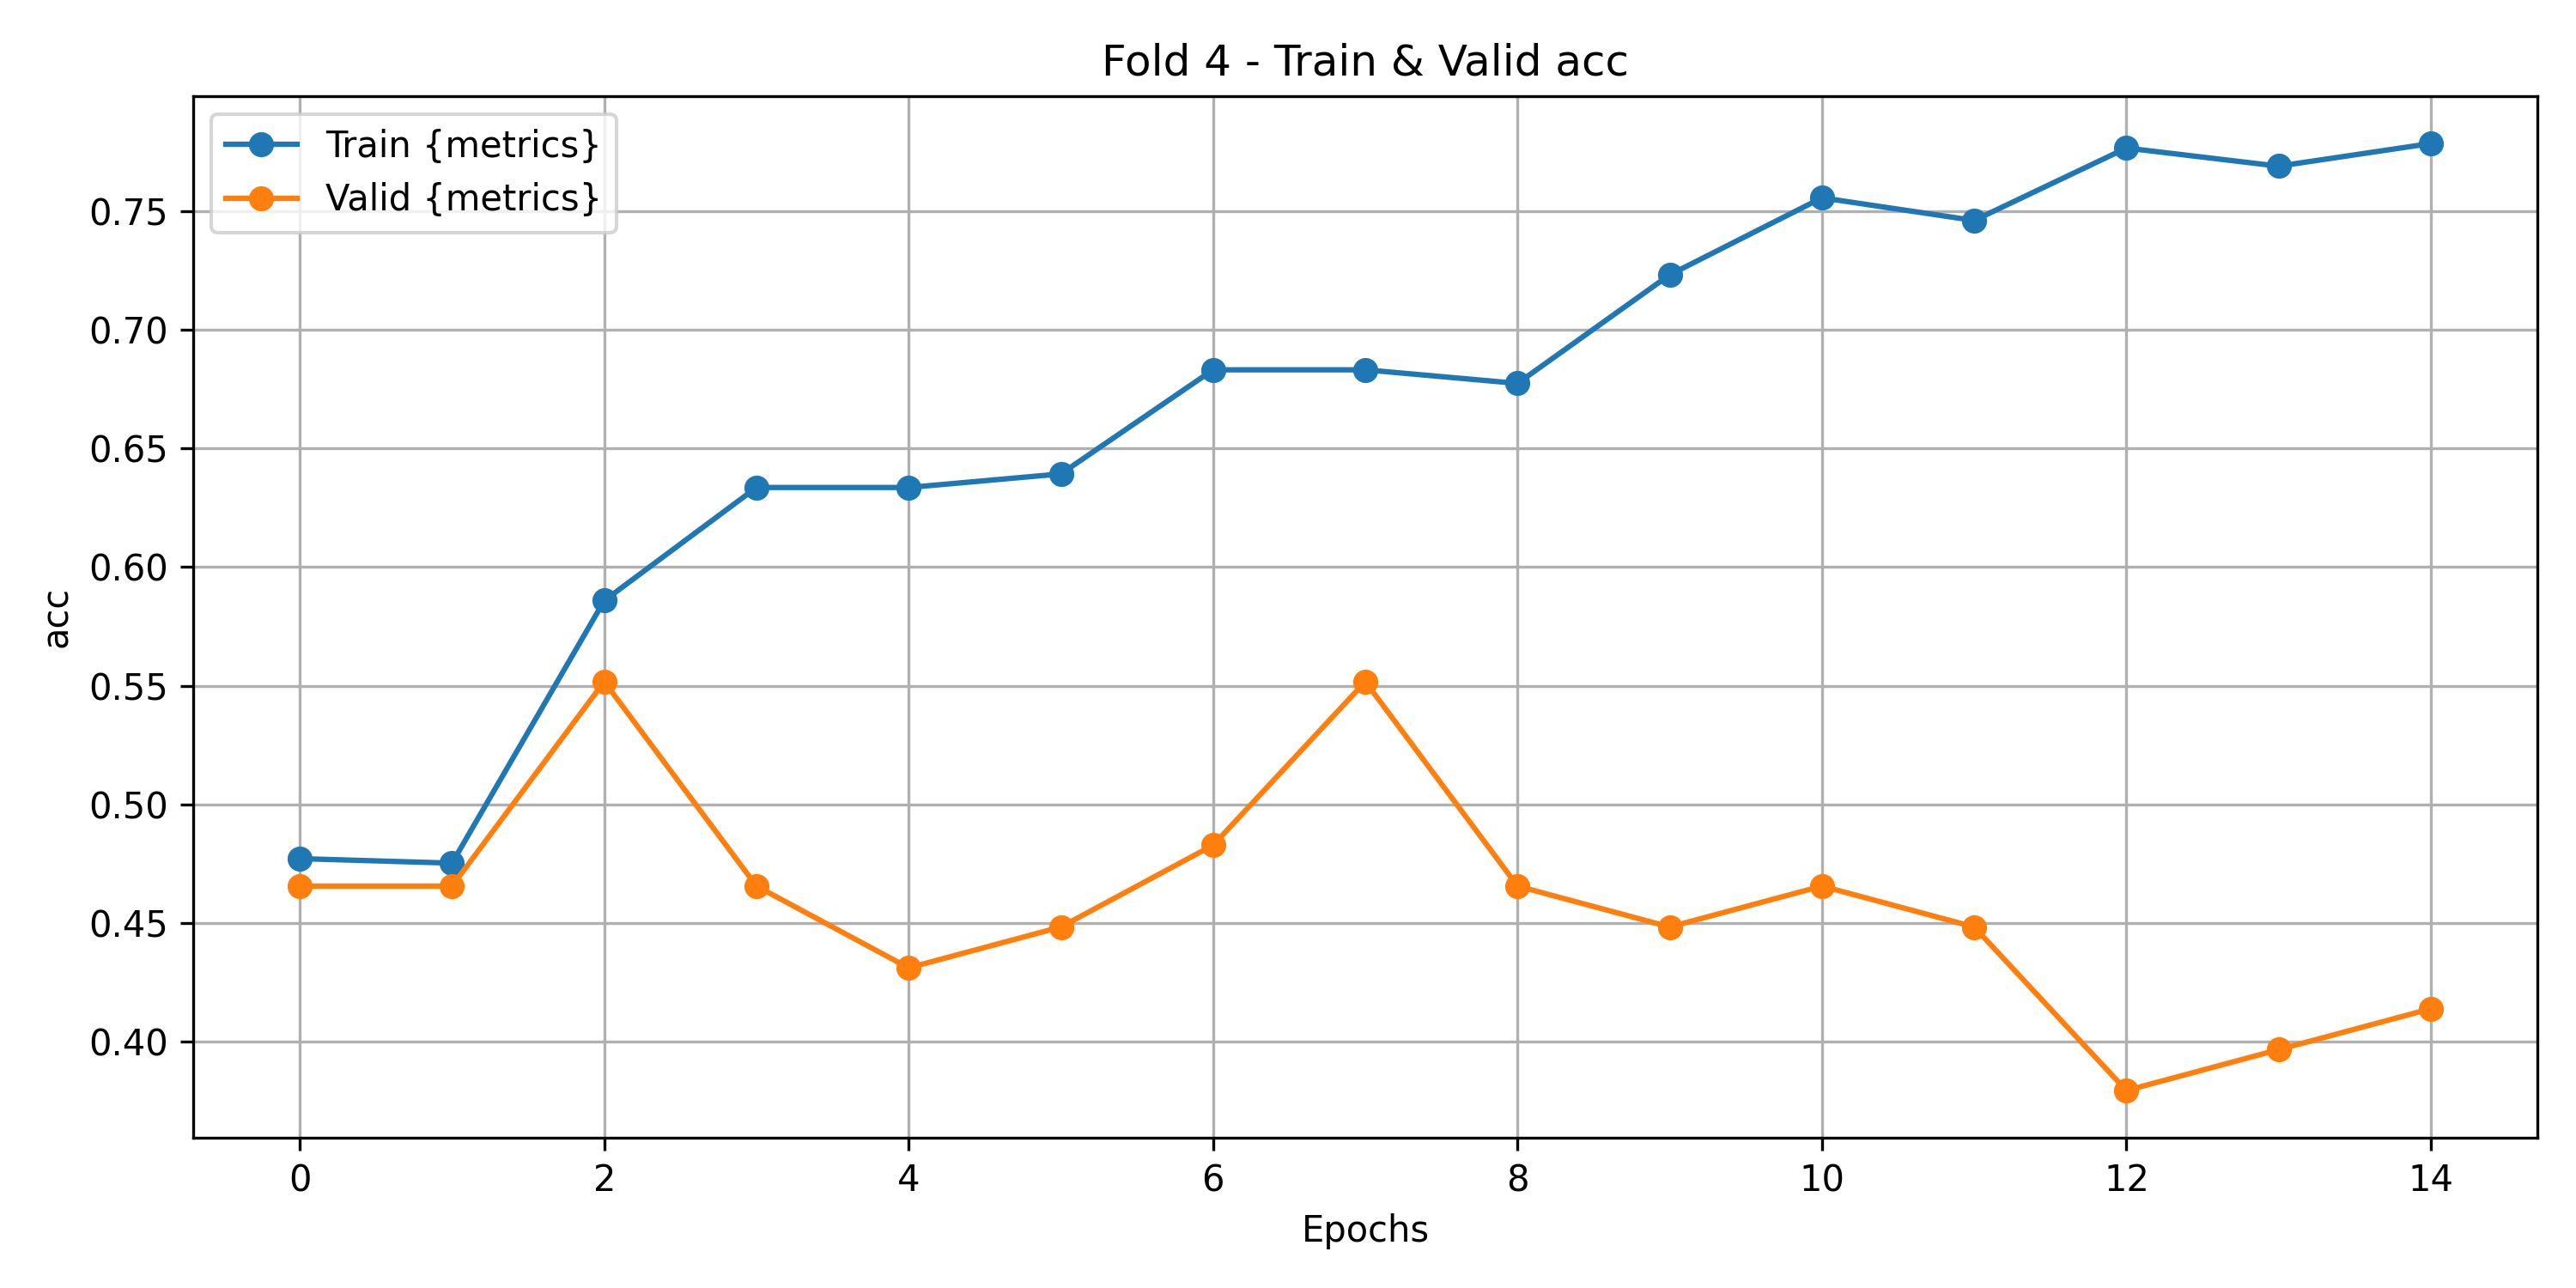 Fold 4 - Train & Valid acc
Train {metrics}
Valid {metrics}
0.75
0.70
0.65
0.60
0.55
0.50
0.45
0.40
acc
0 2 4 6 8 10 12 14
Epochs